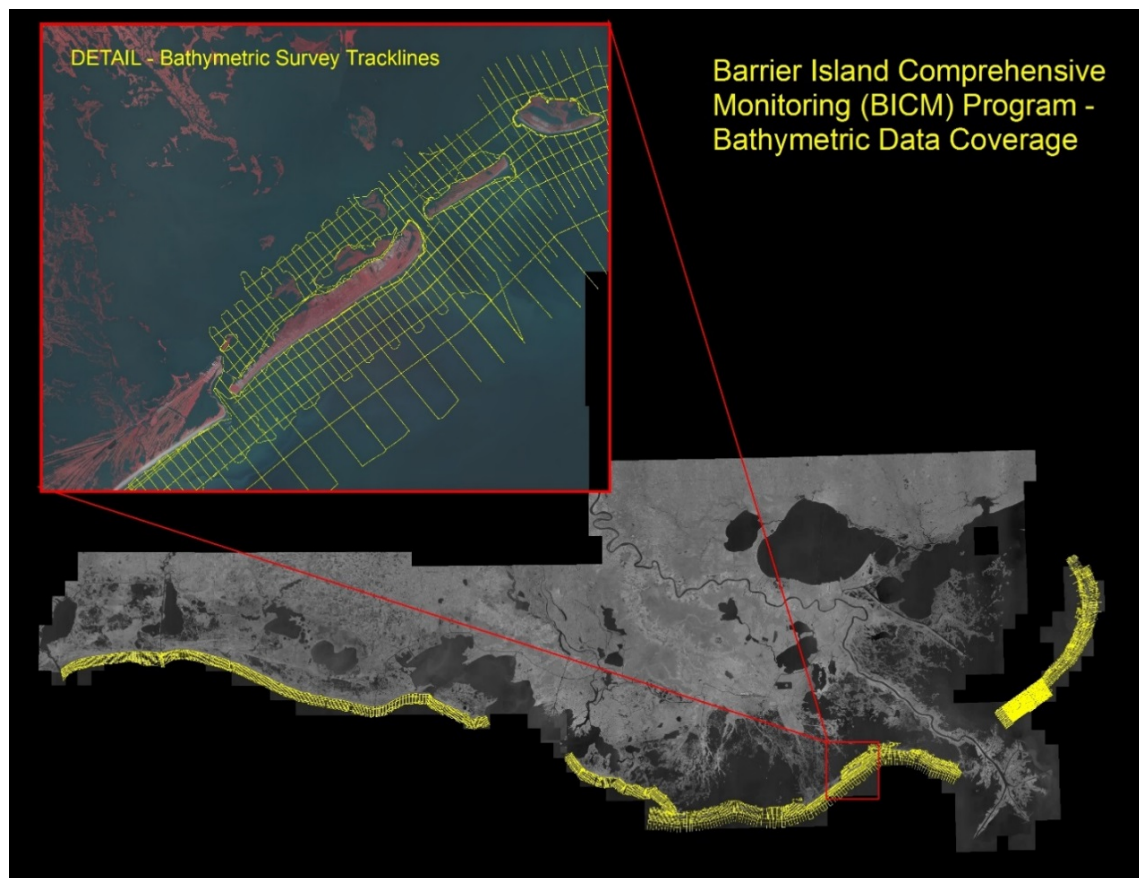 DETAIL - Bathymetric Survey Tracklines
Barrier Island Comprehensive
Monitoring (BICM) Program -
Bathymetric Data Coverage